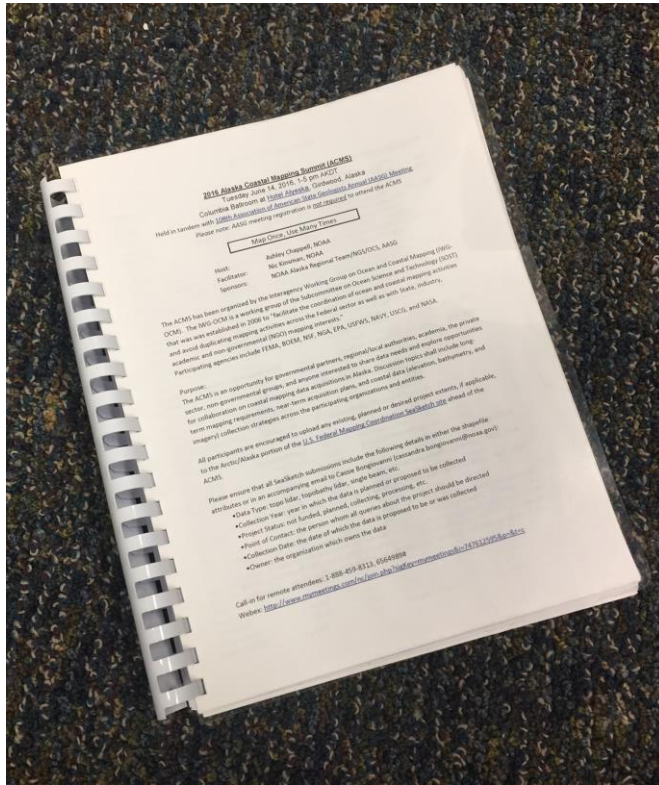 2016 Alaska Coastal Mapping Summit (ACMS)
Tuesday June 14, 2016, 1-5 pm AKDT
Columbia Ballroom at Hotel Alyeska, Girdwood, Alaska
Held in tandem with 108th Association of American State Geologists Annual (AASG) Meeting
Please note: AASG meeting registration is not required to attend the ACMS
Map Once, Use Many Times
Host: Ashley Chappell, NOAA
Facilitator: Nic Kinsman, NOAA
Sponsors: NOAA Alaska Regional Team/NGS/OCS, AASG
The ACMS has been organized by the Interagency Working Group on Ocean and Coastal Mapping (IWG-
OCM). The IWG-OCM is a working group of the Subcommittee on Ocean Science and Technology (SOST)
that was was established in 2006 to "facilitate the coordination of ocean and coastal mapping activities
and avoid duplicating mapping activities across the Federal sector as well as with State, industry,
academic and non-governmental (NGO) mapping interests."
Participating agencies include FEMA, BOEM, NSF, NGA, EPA, USFWS, NAVY, USCG, and NASA.
Purpose:
The ACMS is an opportunity for governmental partners, regional/local authorities, academia, the private
sector, non-governmental groups, and anyone interested to share data needs and explore opportunities
for collaboration on coastal mapping data acquisitions in Alaska. Discussion topics shall include long-
term mapping requirements, near-term acquisition plans, and coastal data (elevation, bathymetry, and
imagery) collection strategies across the participating organizations and entities.
All participants are encouraged to upload any existing, planned or desired project extents, if applicable,
to the Arctic/Alaska portion of the U.S. Federal Mapping Coordination SeaSketch site ahead of the
ACMS.
Please ensure that all SeaSketch submissions include the following details in either the shapefile
attributes or in an accompanying email to Cassie Bongiovanni (cassandra.bongiovanni@noaa.gov):
•Data Type: topo lidar, topobathy lidar, single beam, etc.
•Collection Year: year in which the data is planned or proposed to be collected
•Project Status: not funded, planned, collecting, processing, etc.
•Point of Contact: the person whom all queries about the project should be directed
•Collection Date: the date of which the data is proposed to be or was collected
•Owner: the organization which owns the data
Call-in for remote attendees: 1-888-459-8313, 6564989#
Webex: